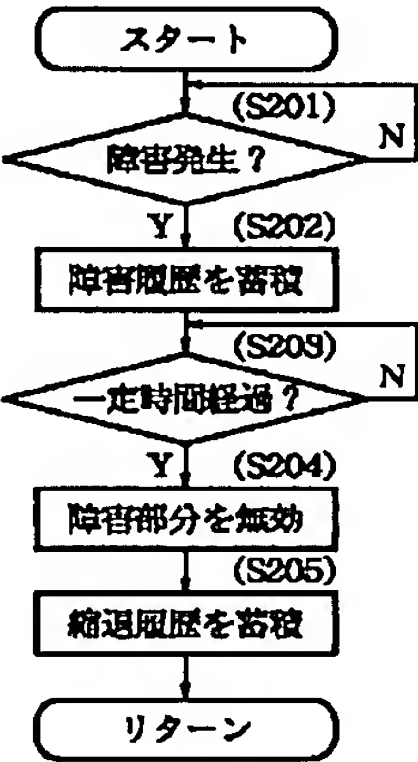 スタート
(S201)
障害発生?
N
Y
(S202)
障害履歴を蓄積
(S203)
一定時間経過?
N
Y
(S204)
障害部分を無効
(S205)
縮退履歴を蓄積
リターン